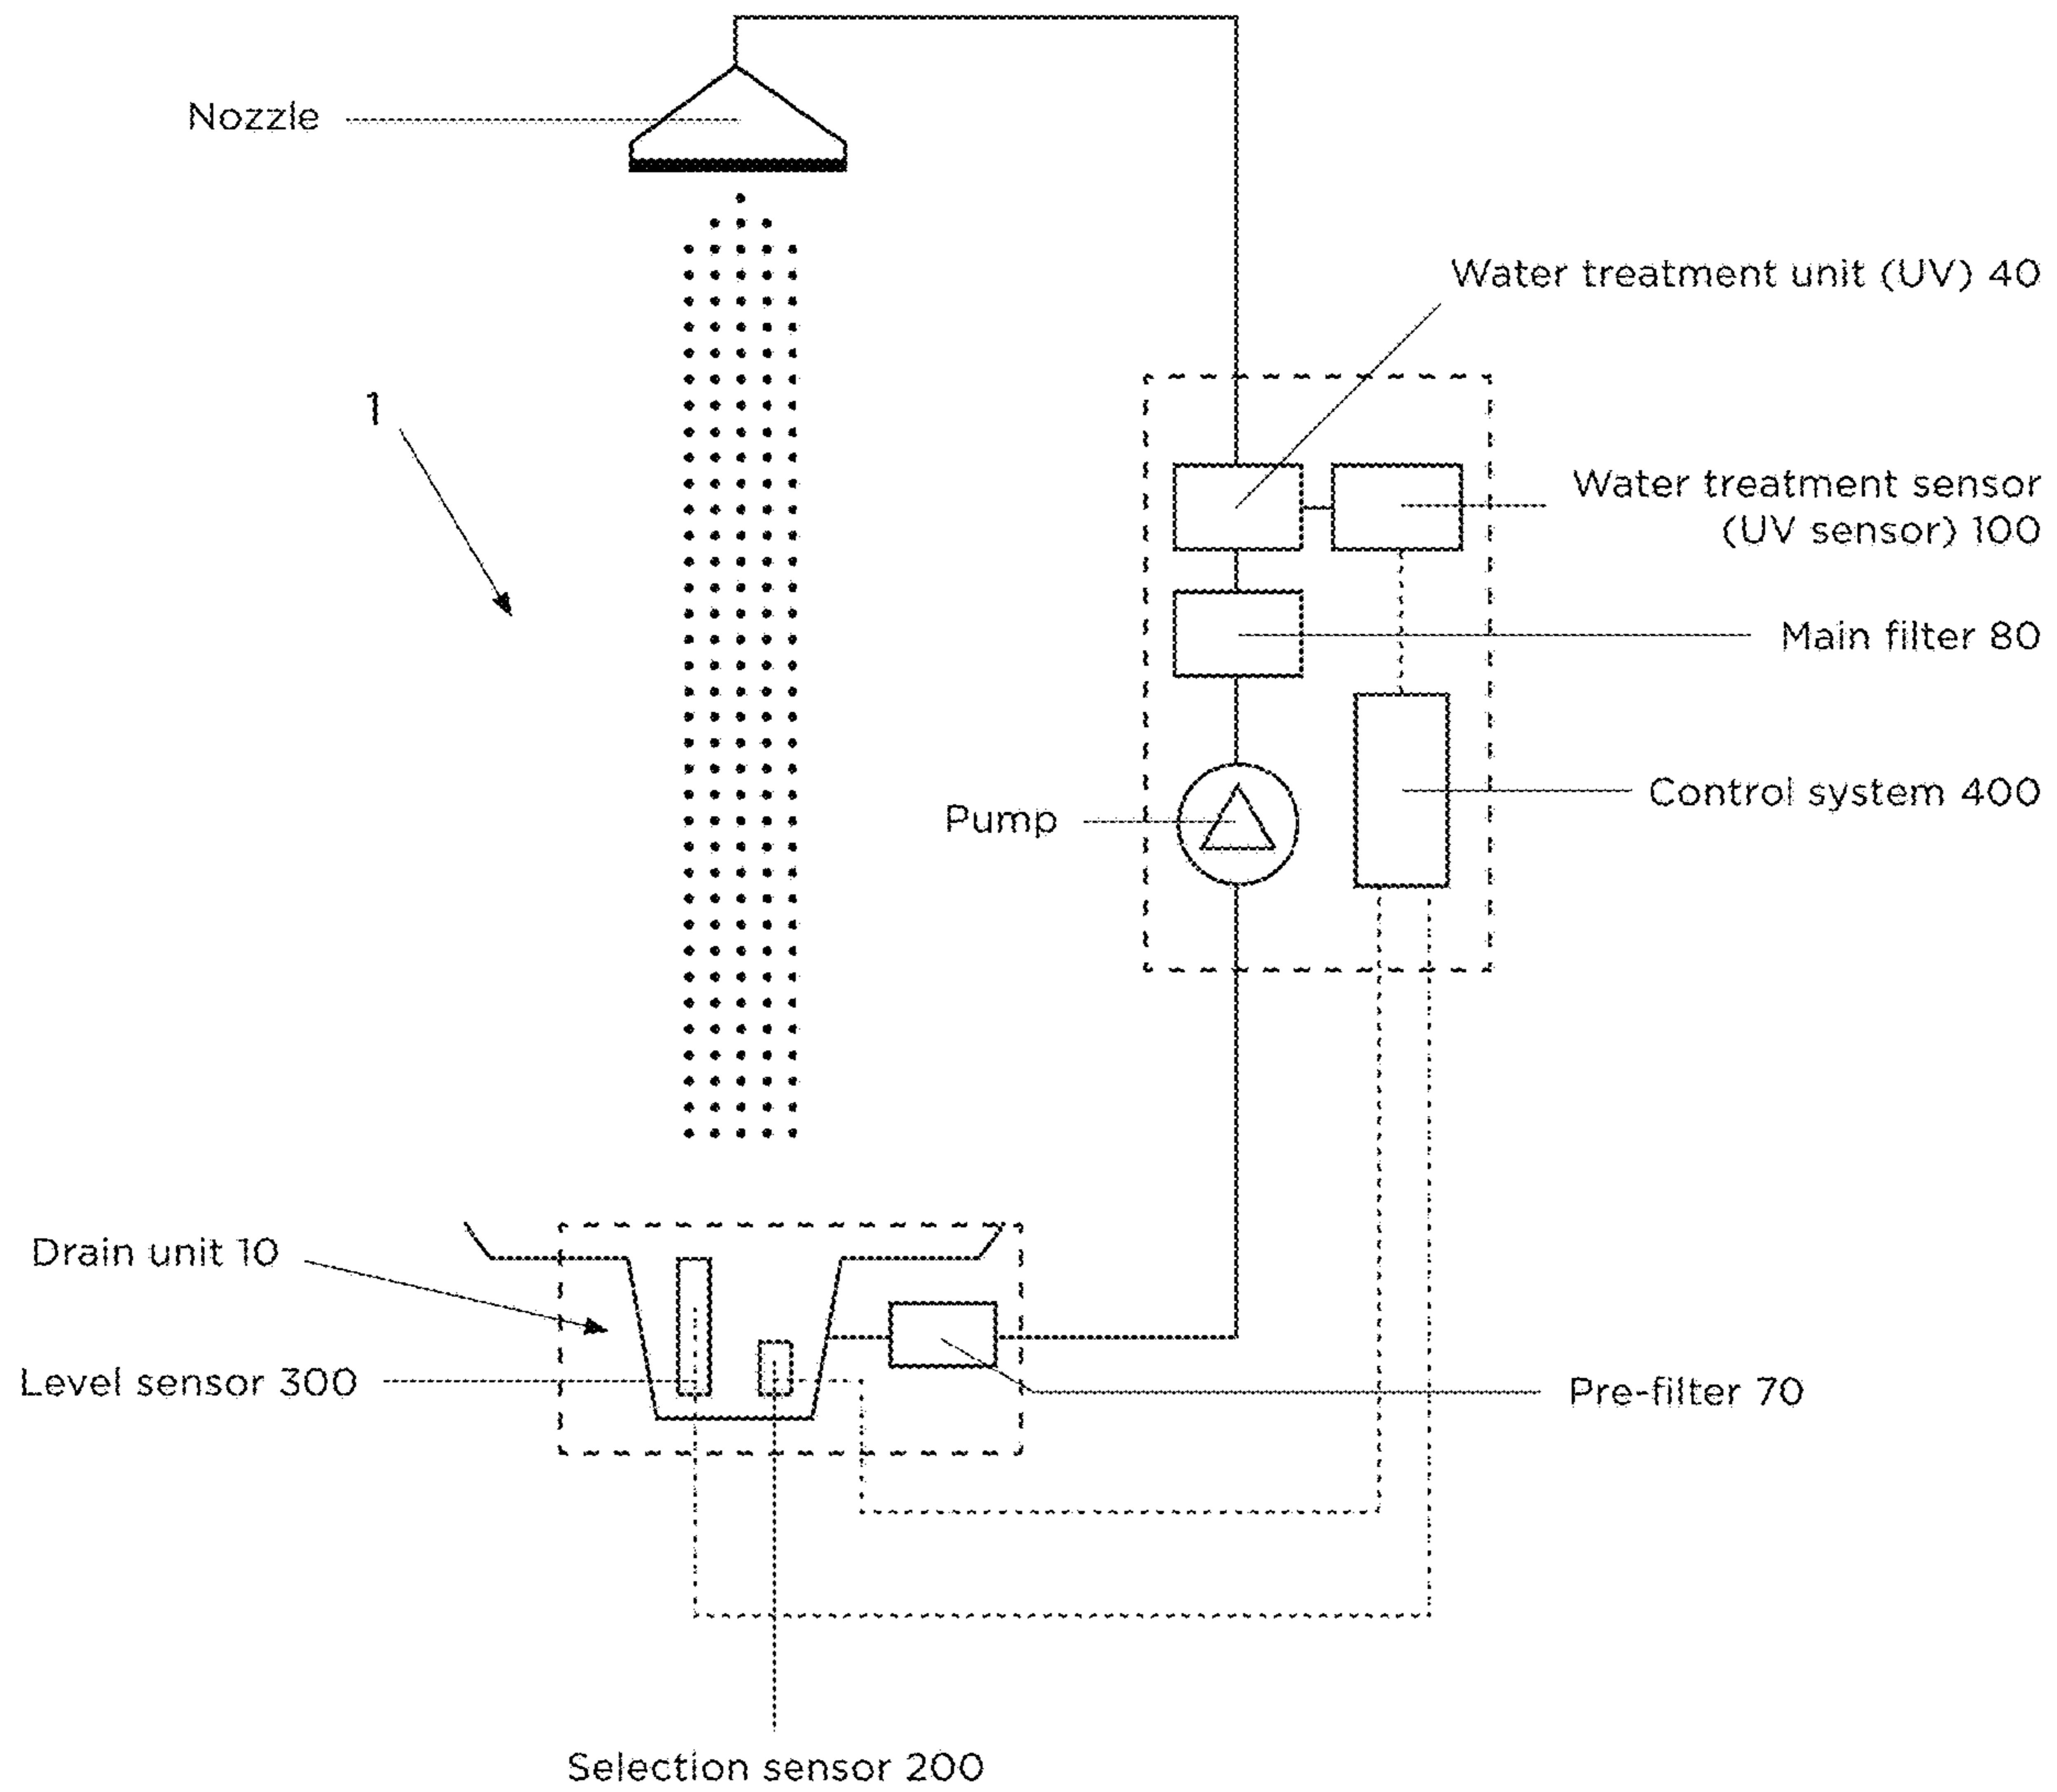 Nozzle
Water treatment unit (UV) 40
1
Water treatment sensor
(UV sensor) 100
Main filter 80
Control system 400
Pump
Drain unit 10
Level sensor 300
Pre-filter 70
Selection sensor 200